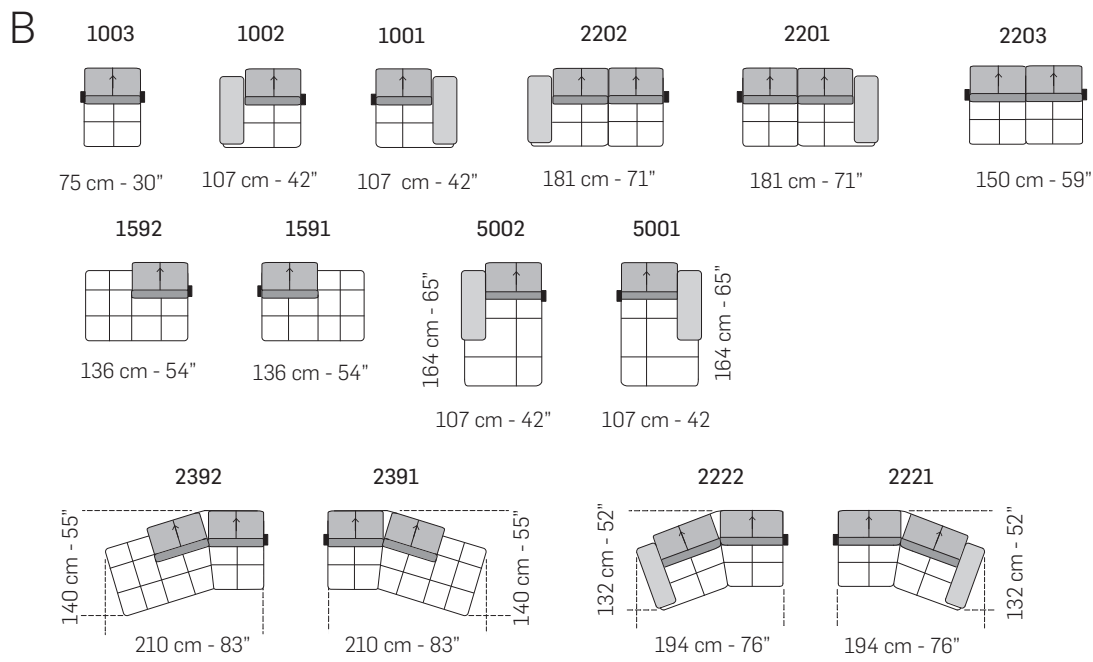 B
1003 1002 1001 2202 2201 2203
75 cm - 30” 107 cm - 42” 107 cm - 42” 181 cm - 71” 181 cm - 71” 150 cm - 59”
1592 1591 5002 5001
164 cm - 65”
164 cm - 65”
136 cm - 54” 136 cm - 54”
107 cm - 42” 107 cm - 42
2392 2391 2222 2221
140 cm - 55”
140 cm - 55”
132 cm - 52”
132 cm - 52”
210 cm - 83” 210 cm - 83” 194 cm - 76” 194 cm - 76”